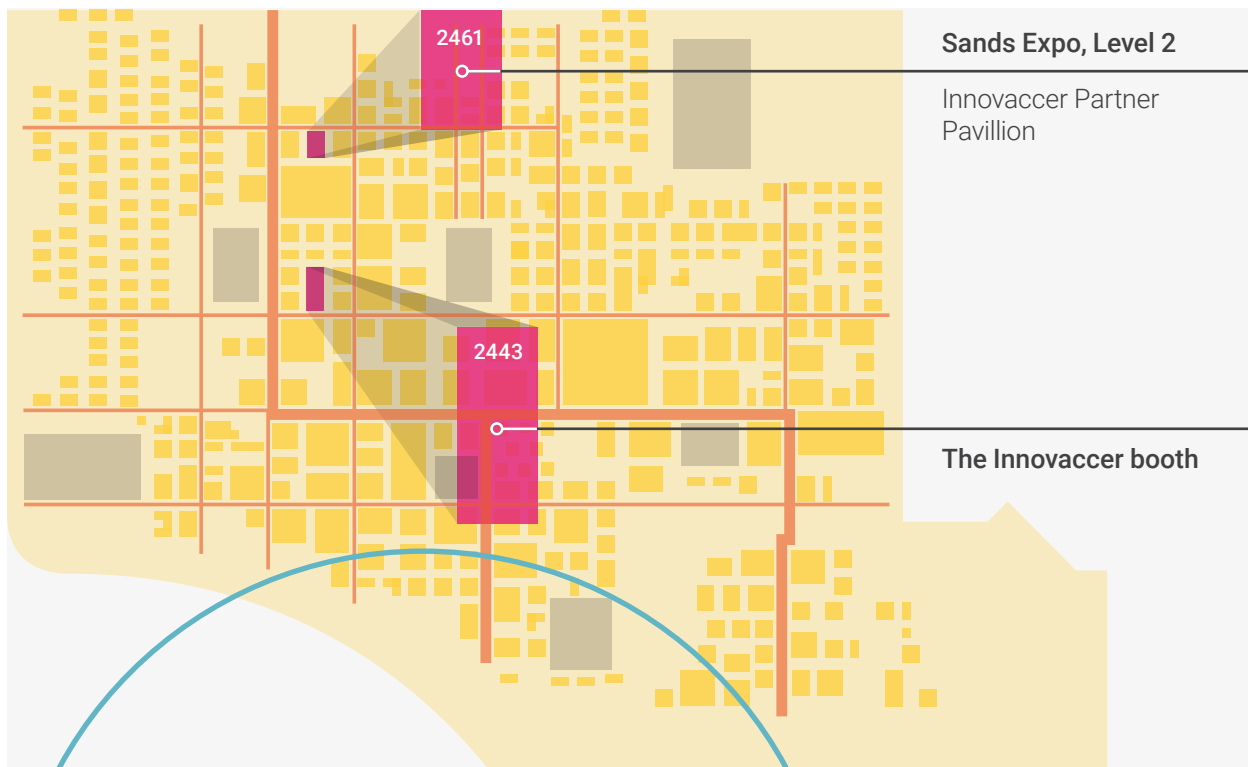 2461
Sands Expo, Level 2
Innovaccer Partner
Pavillion
2443
The Innovaccer booth